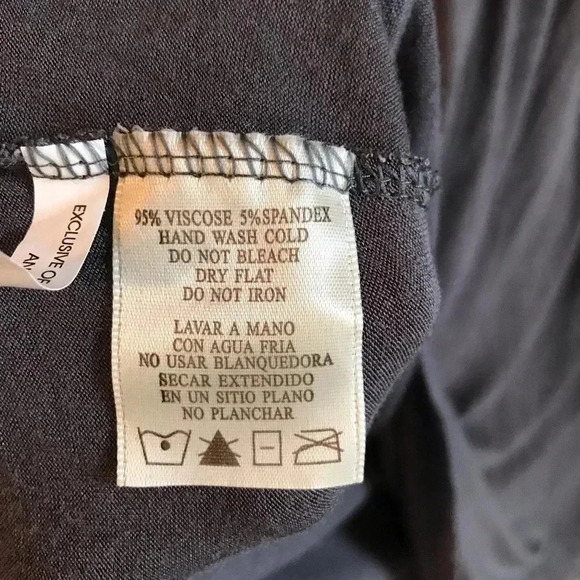 EXCLUSIVE OF
95% VISCOSE 5%SPANDEX
HAND WASH COLD
DO NOT BLEACH
DRY FLAT
DO NOT IRON
LAVAR A MANO
CON AGUA FRIA
NO USAR BLANQUEDORA
SECAR EXTENDIDO
EN UN SITIO PLANO
NO PLANCHAR